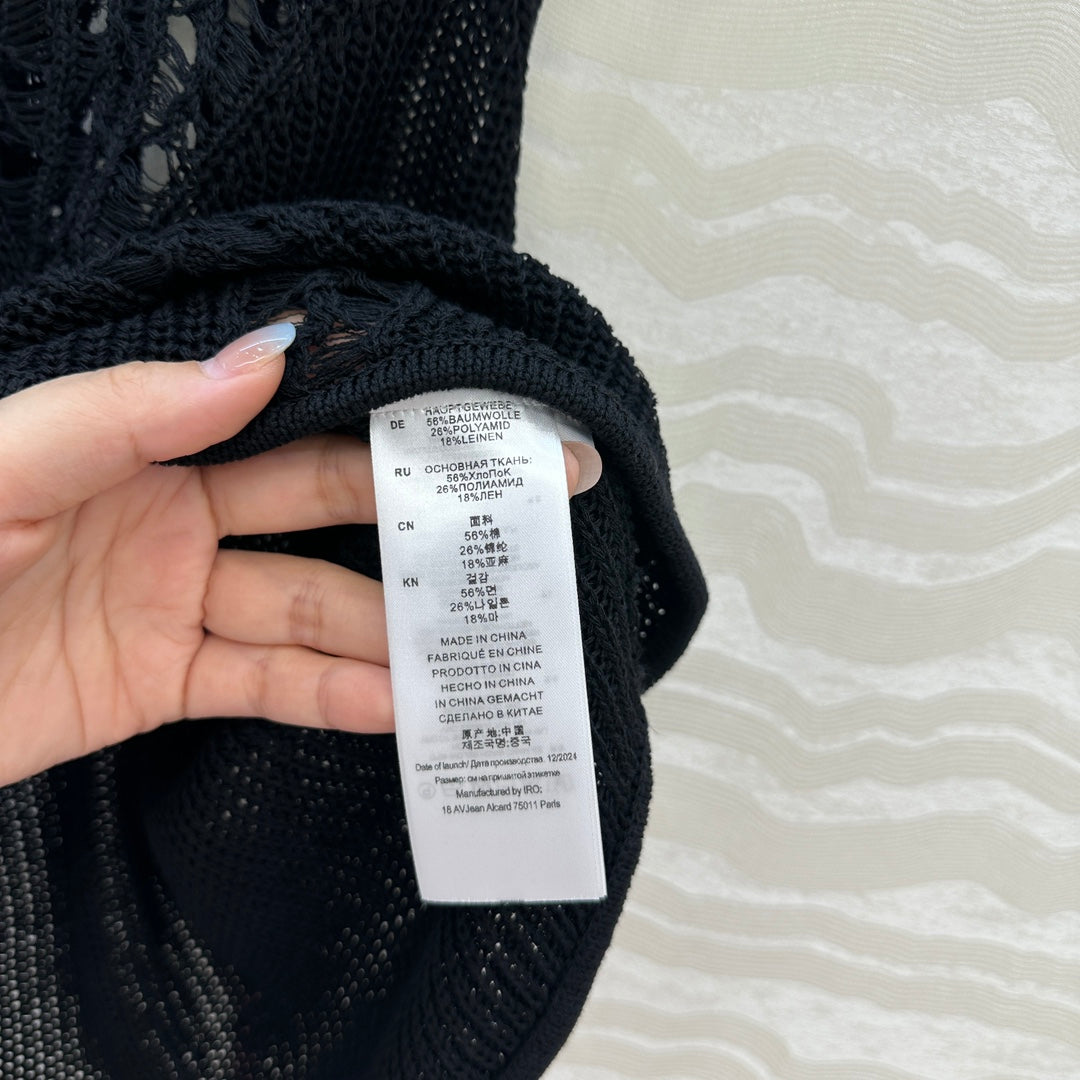 DE
HAUPTGEWEBE
56%BAUMWOLLE
26%POLYAMID
18%LEINEN
RU
ОСНОВНАЯ ТКАНЬ:
56%ХлоПоК
26%ПОЛИАМИД
18%ЛЕН
CN
面料
56%棉
26%锦纶
18%亚麻
KN
걸감
56%면
26%나일론
18%마
MADE IN CHINA
FABRIQUÉ EN CHINE
PRODOTTO IN CINA
HECHO IN CHINA
IN CHINA GEMACHT
СДЕЛАНО В КИТАЕ
原产地:中国
제조국명:중국
Date of launch/ Дата производства. 12/2024
Размер: см на пришитой этикетке
Manufactured by IRO:
18 AVJean Aicard 75011 Paris